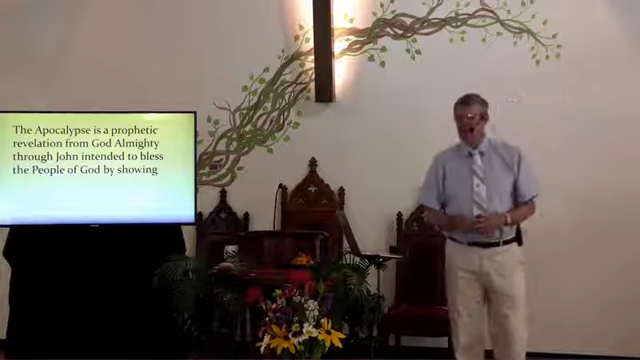 The Apocalypse is a prophetic
revelation from God Almighty
through John intended to bless
the People of God by showing